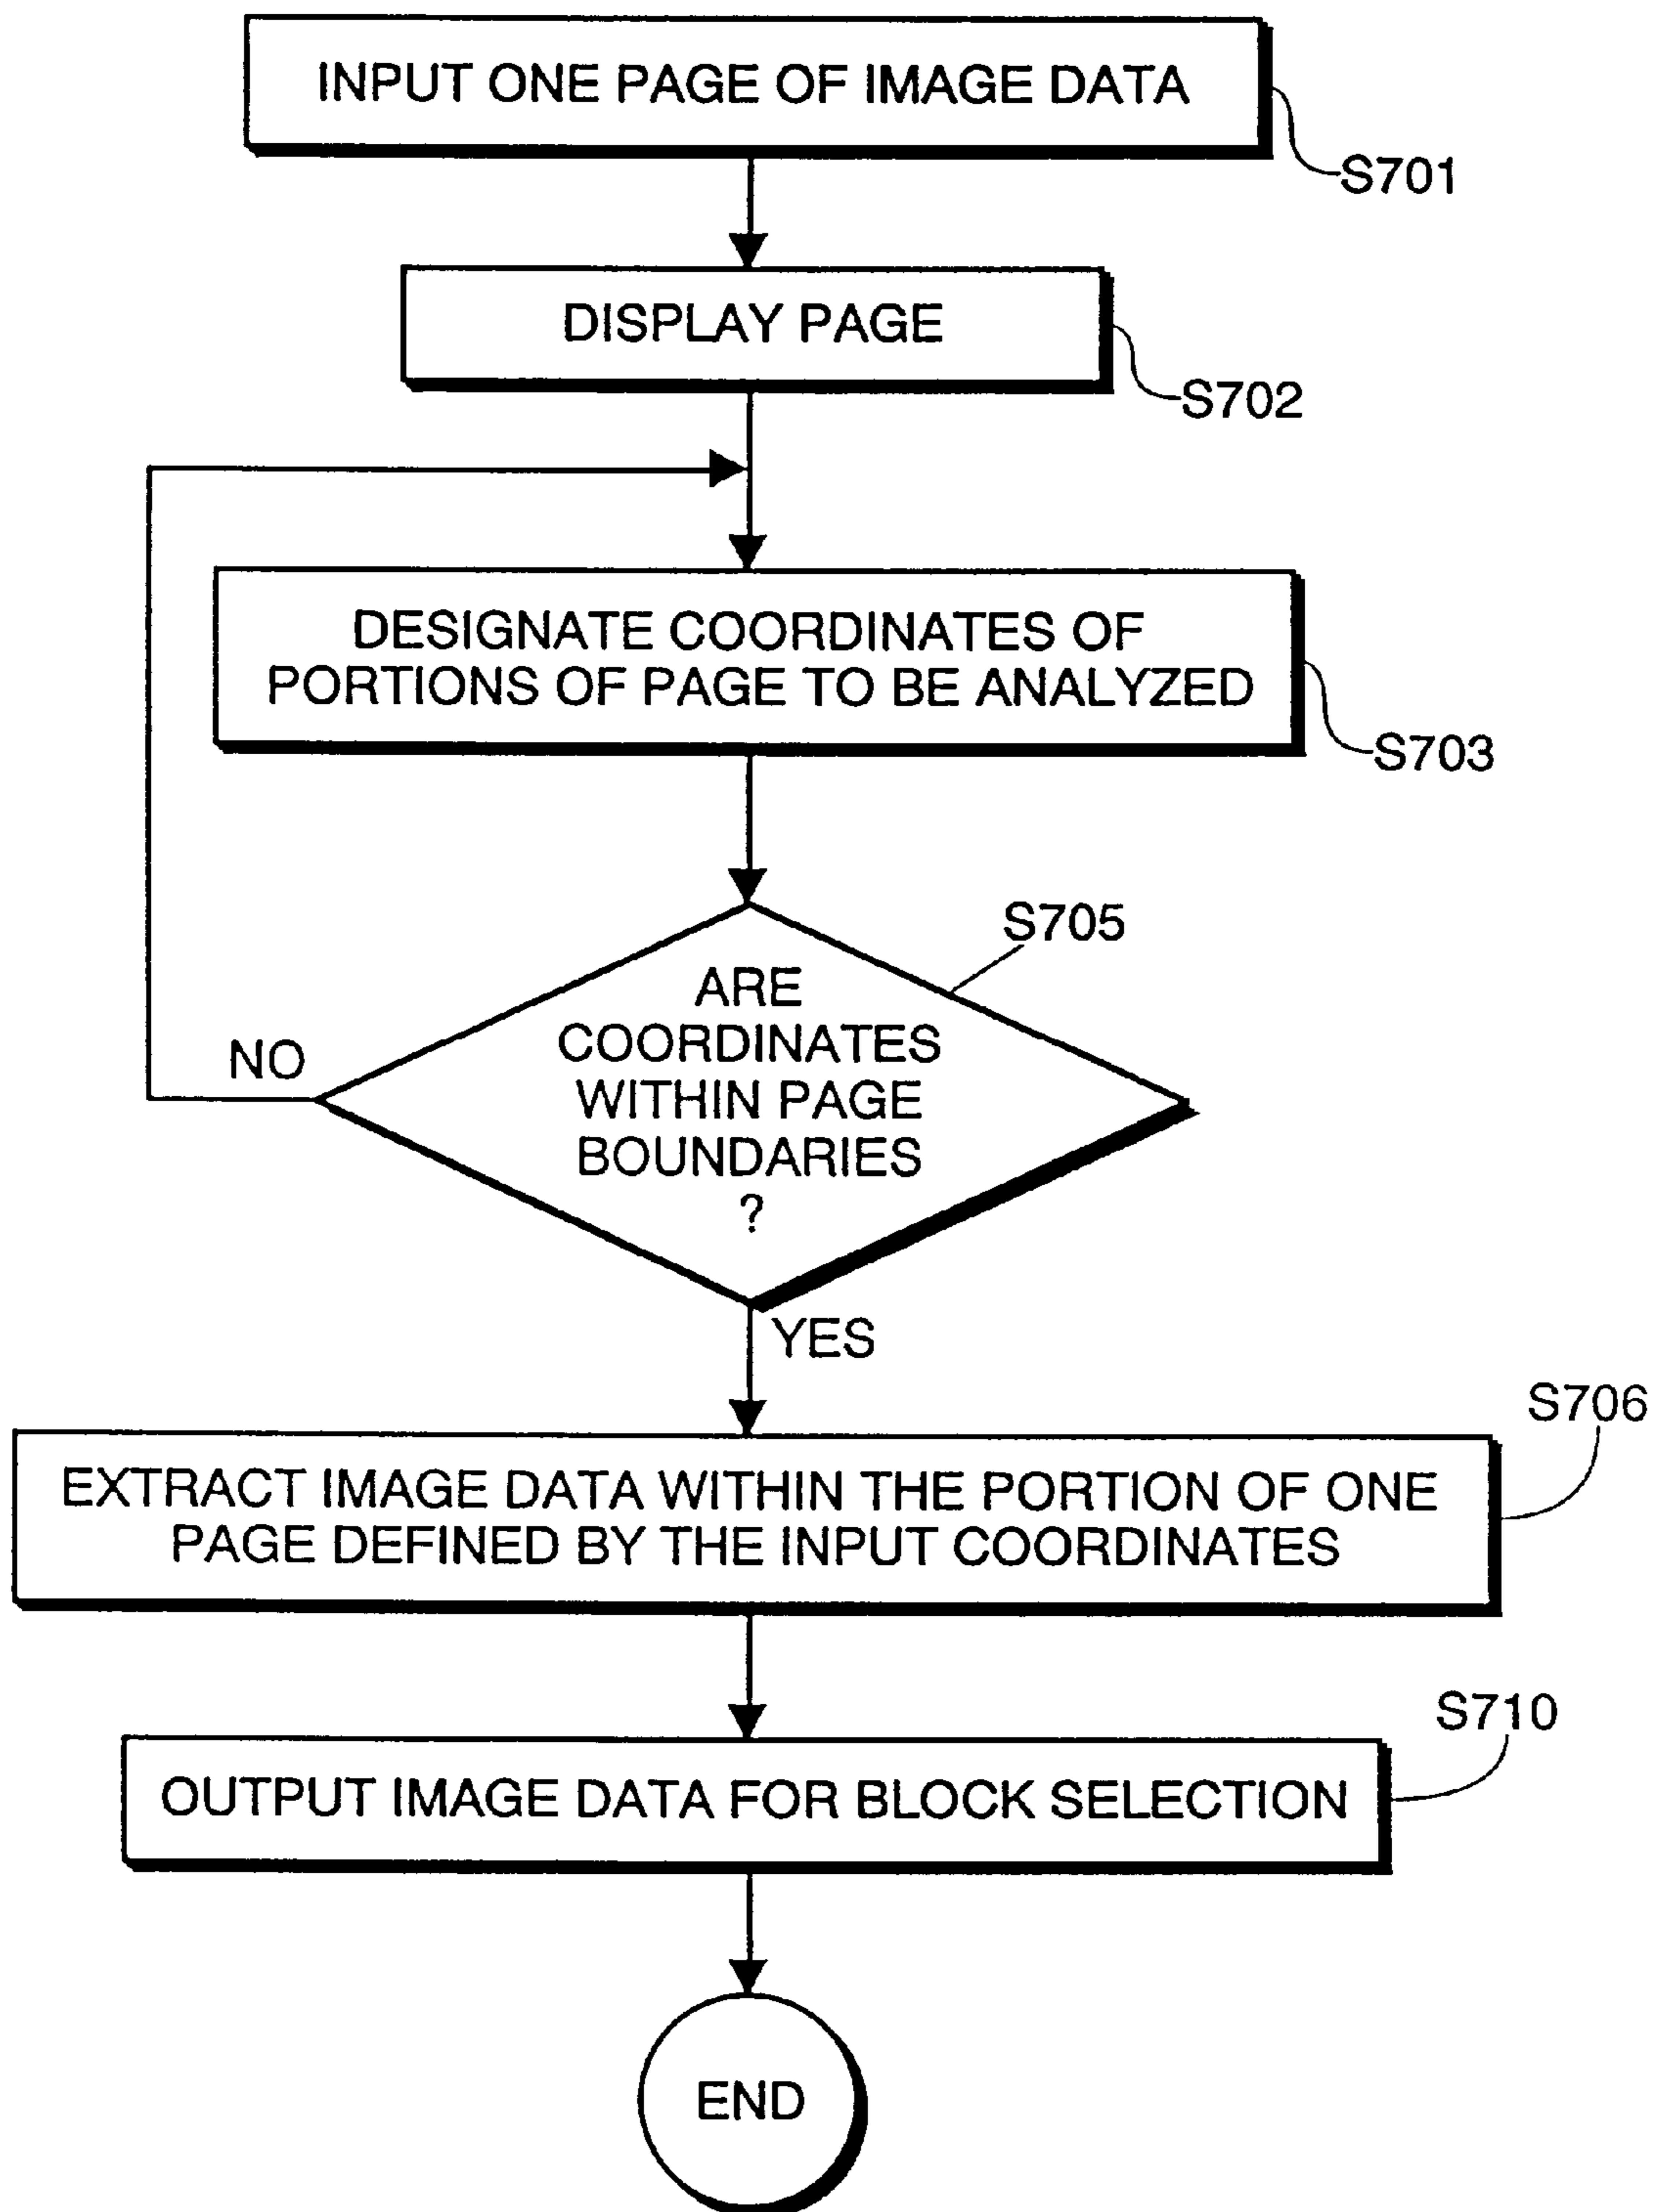 INPUT ONE PAGE OF IMAGE DATA
S701
DISPLAY PAGE
S702
DESIGNATE COORDINATES OF
PORTIONS OF PAGE TO BE ANALYZED
S703
S705
ARE
COORDINATES
WITHIN PAGE
BOUNDARIES
?
NO
YES
S706
EXTRACT IMAGE DATA WITHIN THE PORTION OF ONE
PAGE DEFINED BY THE INPUT COORDINATES
S710
OUTPUT IMAGE DATA FOR BLOCK SELECTION
END